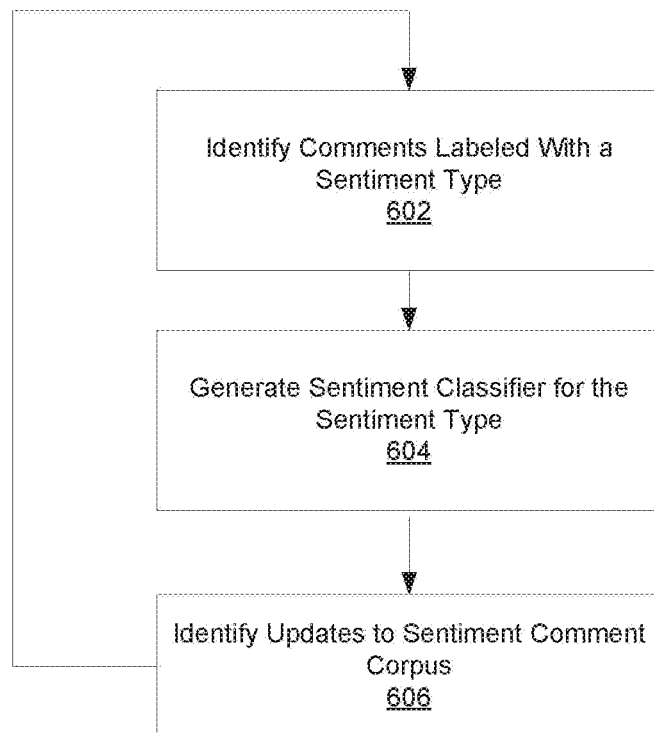 Identify Comments Labeled With a
Sentiment Type
602
Generate Sentiment Classifier for the
Sentiment Type
604
Identify Updates to Sentiment Comment
Corpus
606